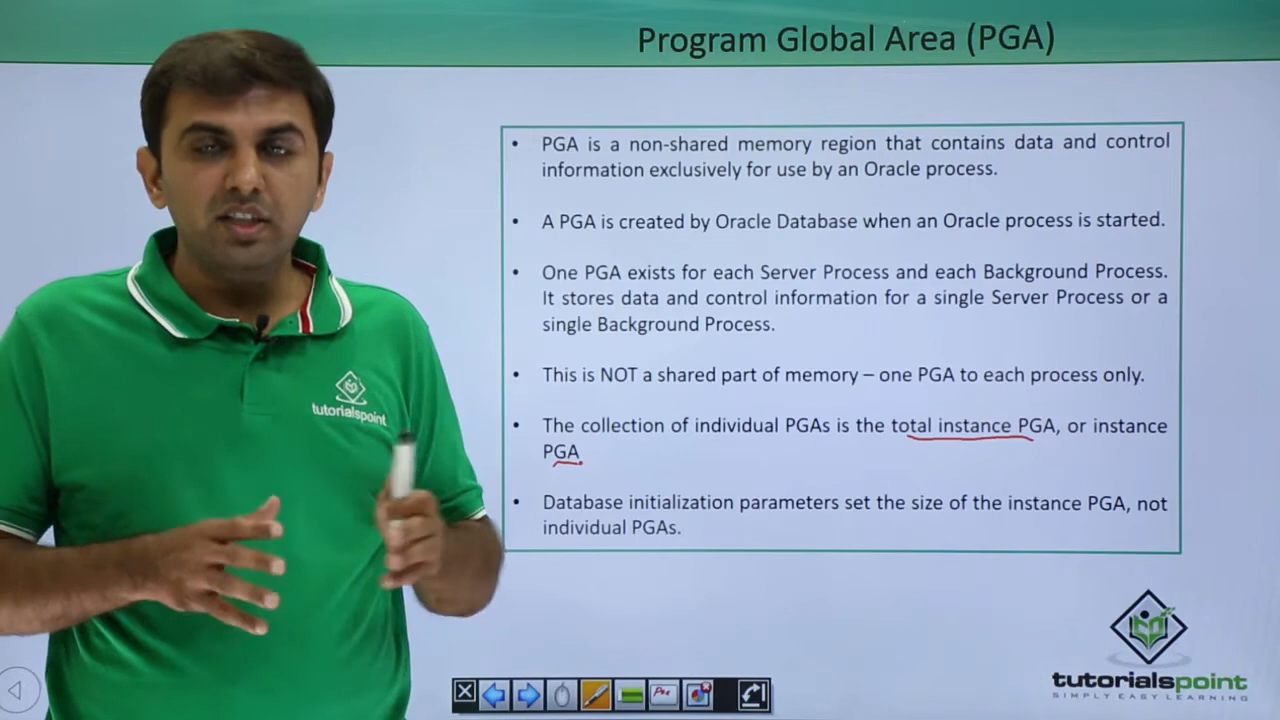 Program Global Area (PGA)
• PGA is a non-shared memory region that contains data and control
information exclusively for use by an Oracle process.
• A PGA is created by Oracle Database when an Oracle process is started.
• One PGA exists for each Server Process and each Background Process.
It stores data and control information for a single Server Process or a
single Background Process.
• This is NOT a shared part of memory – one PGA to each process only.
• The collection of individual PGAs is the total instance PGA, or instance
PGA.
• Database initialization parameters set the size of the instance PGA, not
individual PGAs.
tutorialspoint
tutorialspoint
SIMPLY EASY LEARNING